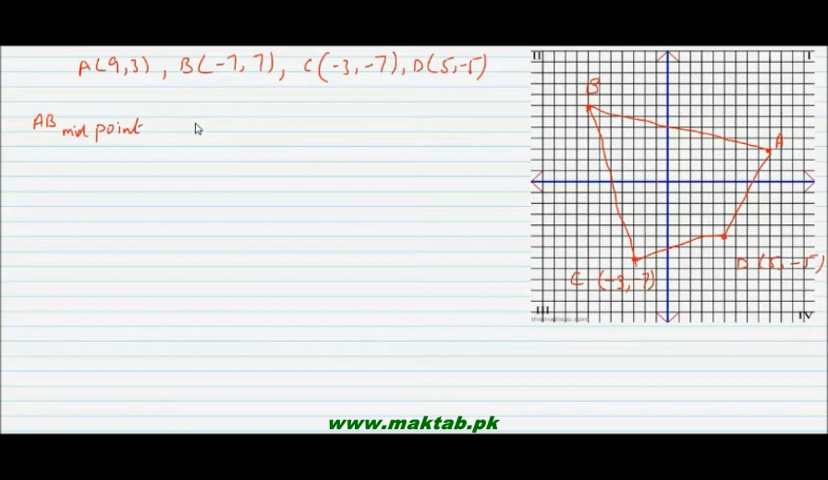 A(9,3), B(-7,7), C(-3,-7), D(5,-5)
AB mid point
II
I
B
A
D(5,-5)
C (-3,-7)
III
IV
www.maktab.pk